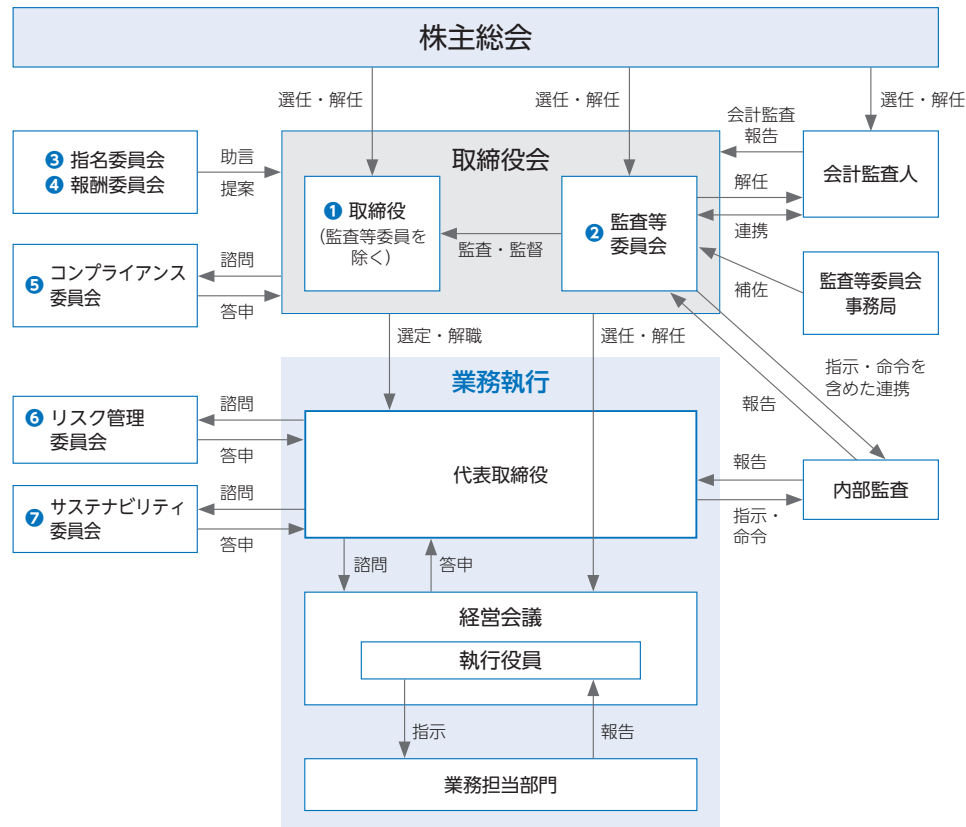 株主総会
選任・解任
選任・解任
選任・解任
会計監査
報告
❸ 指名委員会
❹ 報酬委員会
助言
提案
取締役会
❶ 取締役
(監査等委員を
除く)
監査・監督
❷ 監査等
委員会
解任
連携
会計監査人
❺ コンプライアンス
委員会
諮問
答申
補佐
監査等委員会
事務局
選定・解職
選任・解任
指示・命令を
含めた連携
報告
業務執行
❻ リスク管理
委員会
諮問
答申
代表取締役
報告
指示・
命令
内部監査
❼ サステナビリティ
委員会
諮問
答申
諮問
答申
経営会議
執行役員
指示
報告
業務担当部門